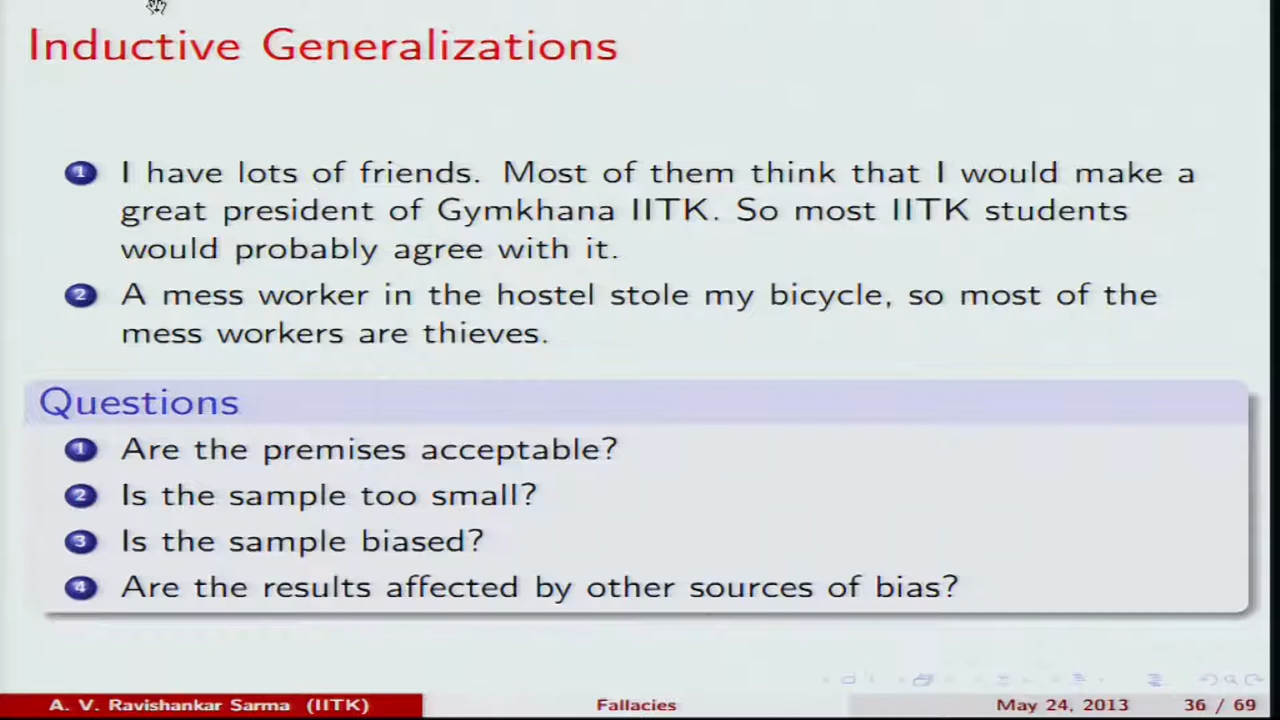 Inductive Generalizations
1 I have lots of friends. Most of them think that I would make a
great president of Gymkhana IITK. So most IITK students
would probably agree with it.
2 A mess worker in the hostel stole my bicycle, so most of the
mess workers are thieves.
Questions
1 Are the premises acceptable?
2 Is the sample too small?
3 Is the sample biased?
4 Are the results affected by other sources of bias?
A. V. Ravishankar Sarma (IITK) Fallacies May 24, 2013 36 / 69